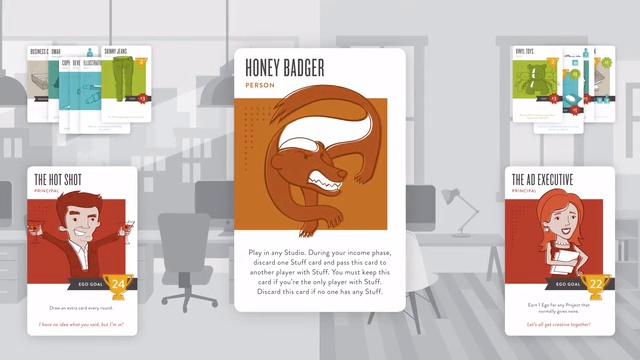 BUSINESS C
SKINNY JEANS
COPY
DEV
ILLUSTRAT
VINYL TOYS
HONEY BADGER
PERSON
Play in any Studio. During your income phase,
discard one Stuff card and pass this card to
another player with Stuff. You must keep this
card if you're the only player with Stuff.
Discard this card if no one has any Stuff.
THE HOT SHOT
PRINCIPAL
EGO GOAL
24
Draw an extra card every round.
I have no idea what you said, but I'm in!
THE AD EXECUTIVE
PRINCIPAL
EGO GOAL
22
Earn 1 Ego for any Project that
normally gives none.
Let's all get creative together!